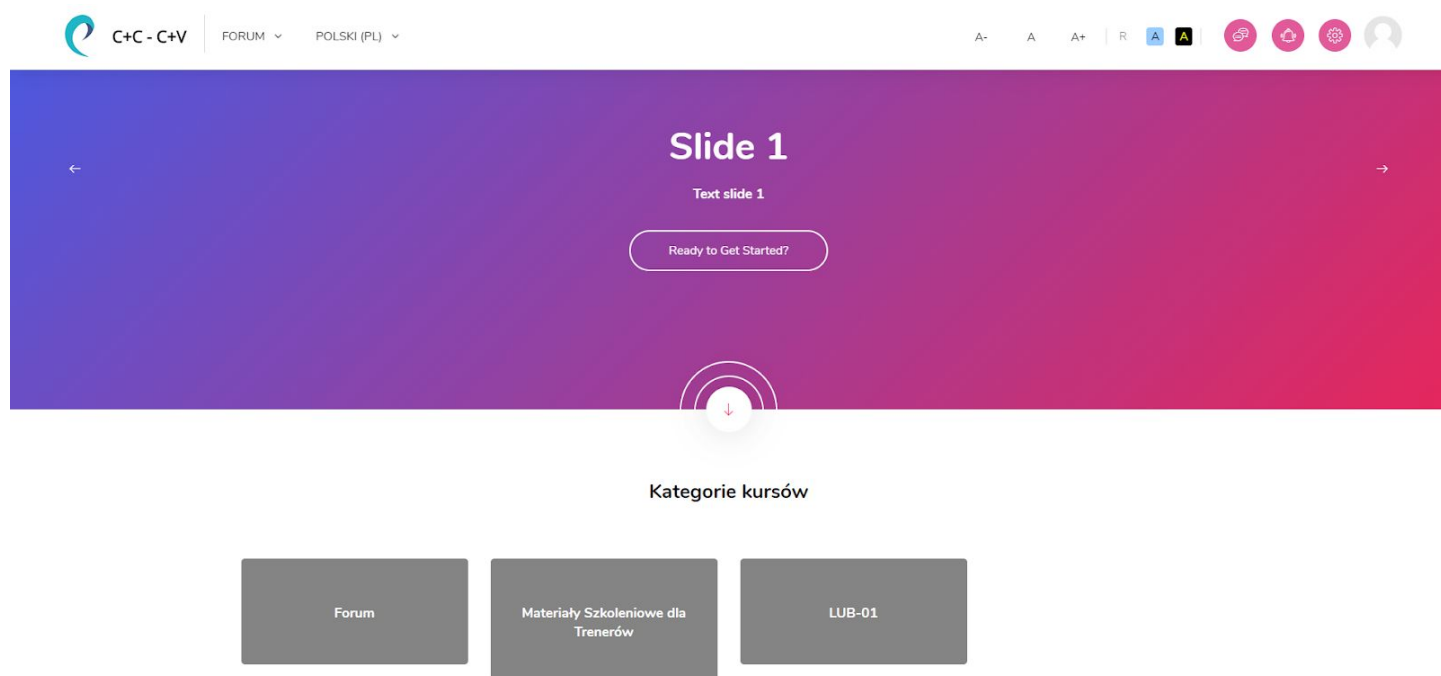 C+C - C+V
FORUM
POLSKI (PL)
A-
A
A+
R
A
A
Slide 1
Text slide 1
Ready to Get Started?
Kategorie kursów
Forum
Materiały Szkoleniowe dla
Trenerów
LUB-01